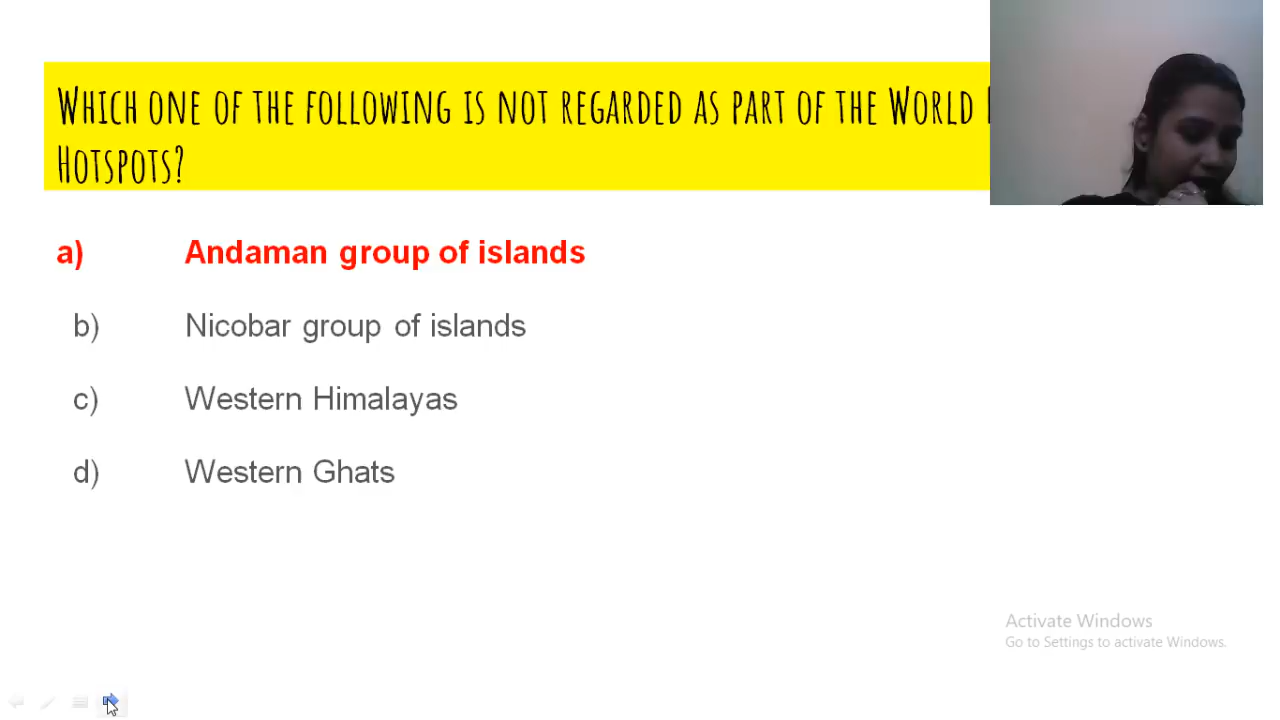 Which one of the following is not regarded as part of the World
Hotspots?
a) Andaman group of islands
b) Nicobar group of islands
c) Western Himalayas
d) Western Ghats
Activate Windows
Go to Settings to activate Windows.